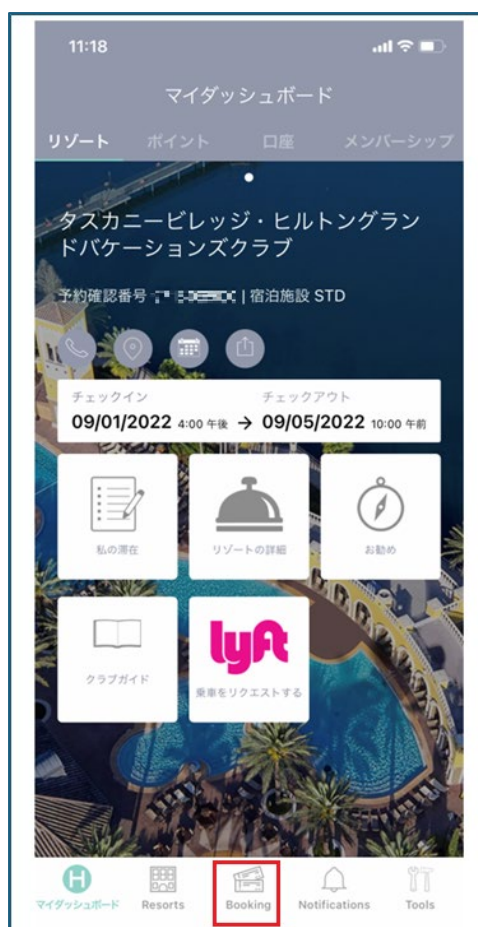 11:18
マイダッシュボード
リゾート ポイント 口座 メンバーシップ
タスカニービレッジ・ヒルトングラン
ドバケーションズクラブ
予約確認番号 | 宿泊施設 STD
チェックイン チェックアウト
09/01/2022 4:00 午後 → 09/05/2022 10:00 午前
私の滞在 リゾートの詳細 お勧め
クラブガイド lyft 乗車をリクエストする
H
マイダッシュボード Resorts Booking Notifications Tools